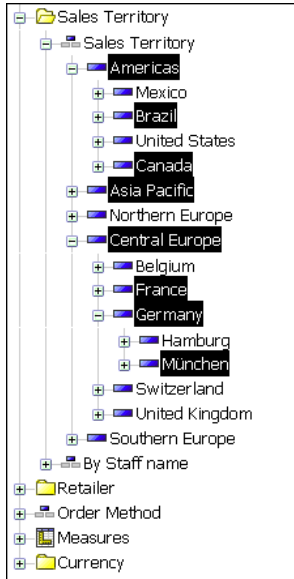 Sales Territory
Sales Territory
Americas
Mexico
Brazil
United States
Canada
Asia Pacific
Northern Europe
Central Europe
Belgium
France
Germany
Hamburg
München
Switzerland
United Kingdom
Southern Europe
By Staff name
Retailer
Order Method
Measures
Currency